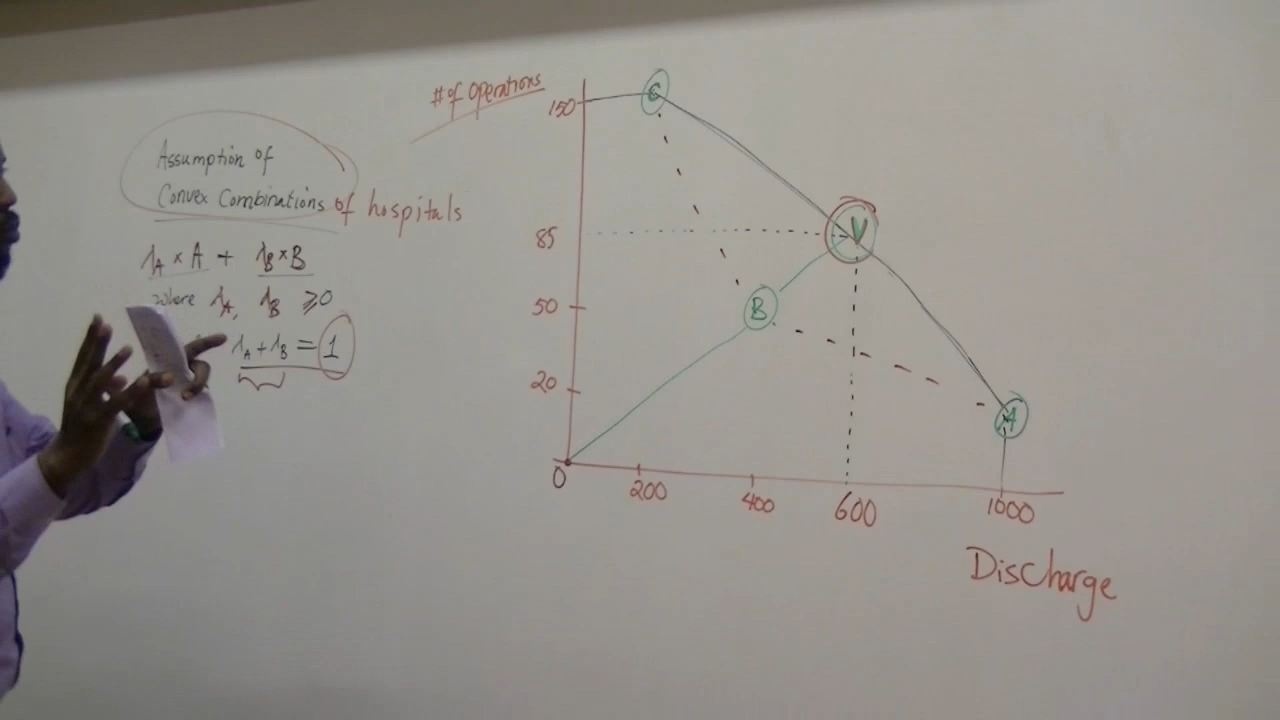 # of Operations
Assumption of
Convex Combinations of hospitals
λA × A + λB × B
where λA, λB ⩾0
λA + λB = 1
150
85
50
20
0
200
400
600
1000
C
V
B
A
Discharge